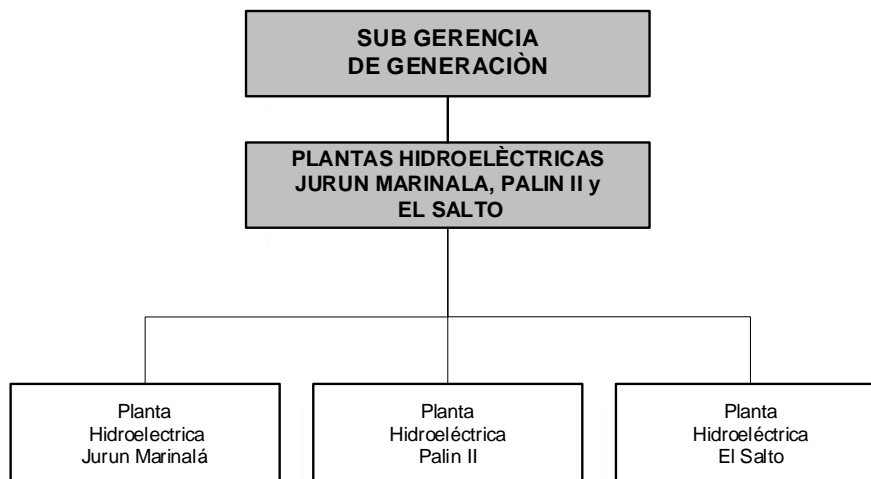 SUB GERENCIA
DE GENERACIÒN
PLANTAS HIDROELÈCTRICAS
JURUN MARINALA, PALIN II y
EL SALTO
Planta
Hidroelectrica
Jurun Marinalá
Planta
Hidroeléctrica
Palin II
Planta
Hidroeléctrica
El Salto